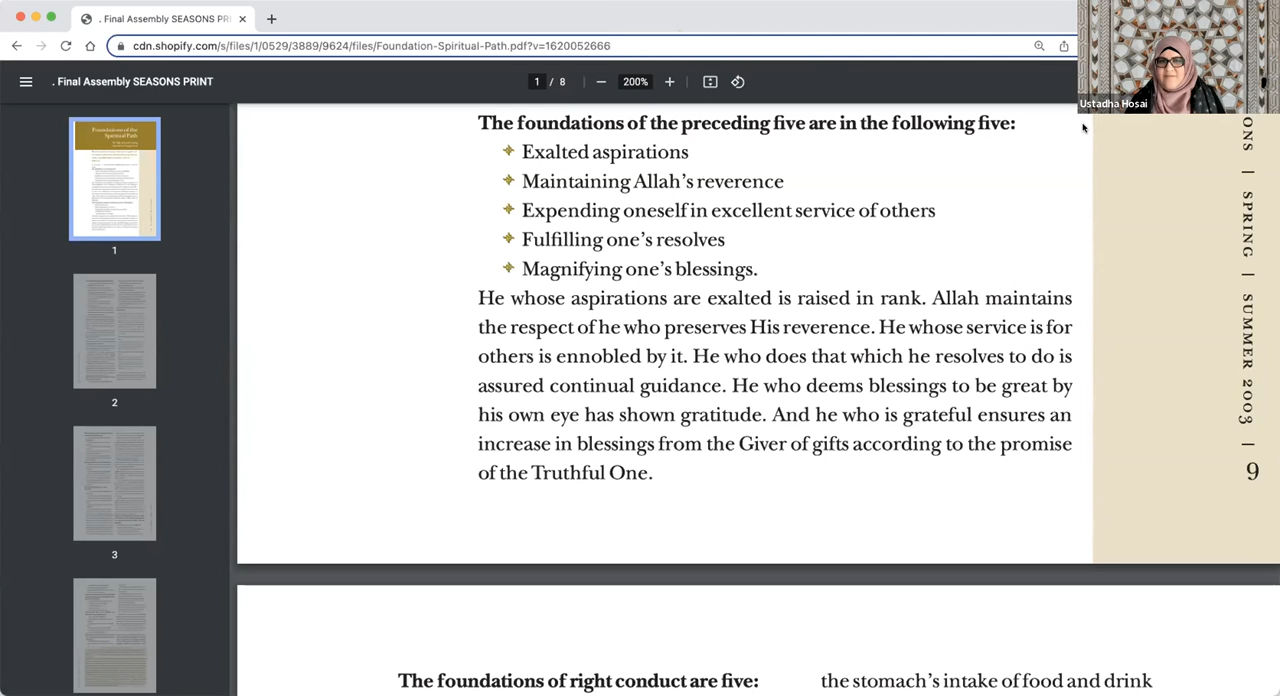 . Final Assembly SEASONS PRI
cdn.shopify.com/s/files/1/0529/3889/9624/files/Foundation-Spiritual-Path.pdf?v=1620052666
. Final Assembly SEASONS PRINT
1 / 8
200%
Ustadha Hosai
Foundations of the
Spiritual Path
1
2
3
The foundations of the preceding five are in the following five:
Exalted aspirations
Maintaining Allah’s reverence
Expending oneself in excellent service of others
Fulfilling one’s resolves
Magnifying one’s blessings.
He whose aspirations are exalted is raised in rank. Allah maintains
the respect of he who preserves His reverence. He whose service is for
others is ennobled by it. He who does that which he resolves to do is
assured continual guidance. He who deems blessings to be great by
his own eye has shown gratitude. And he who is grateful ensures an
increase in blessings from the Giver of gifts according to the promise
of the Truthful One.
ONS | SPRING | SUMMER 2003 |
9
The foundations of right conduct are five:
the stomach’s intake of food and drink